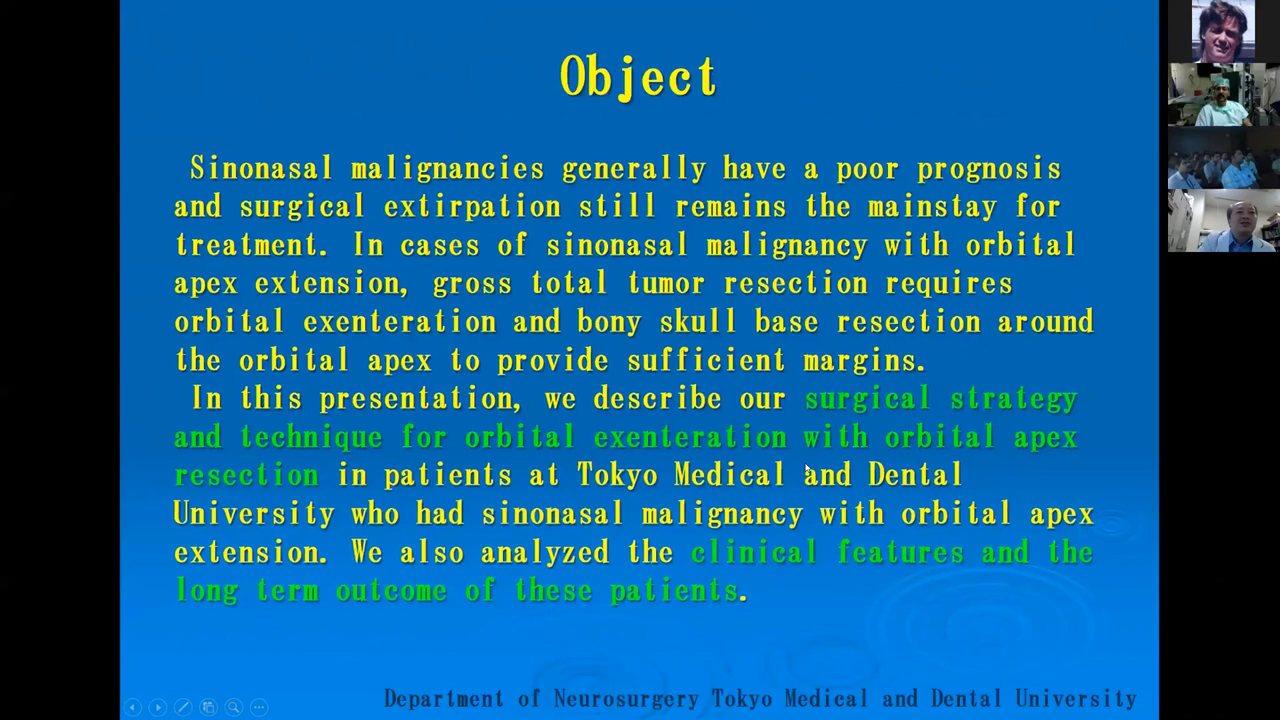 Object
Sinonasal malignancies generally have a poor prognosis
and surgical extirpation still remains the mainstay for
treatment. In cases of sinonasal malignancy with orbital
apex extension, gross total tumor resection requires
orbital exenteration and bony skull base resection around
the orbital apex to provide sufficient margins.
In this presentation, we describe our surgical strategy
and technique for orbital exenteration with orbital apex
resection in patients at Tokyo Medical and Dental
University who had sinonasal malignancy with orbital apex
extension. We also analyzed the clinical features and the
long term outcome of these patients.
Department of Neurosurgery Tokyo Medical and Dental University